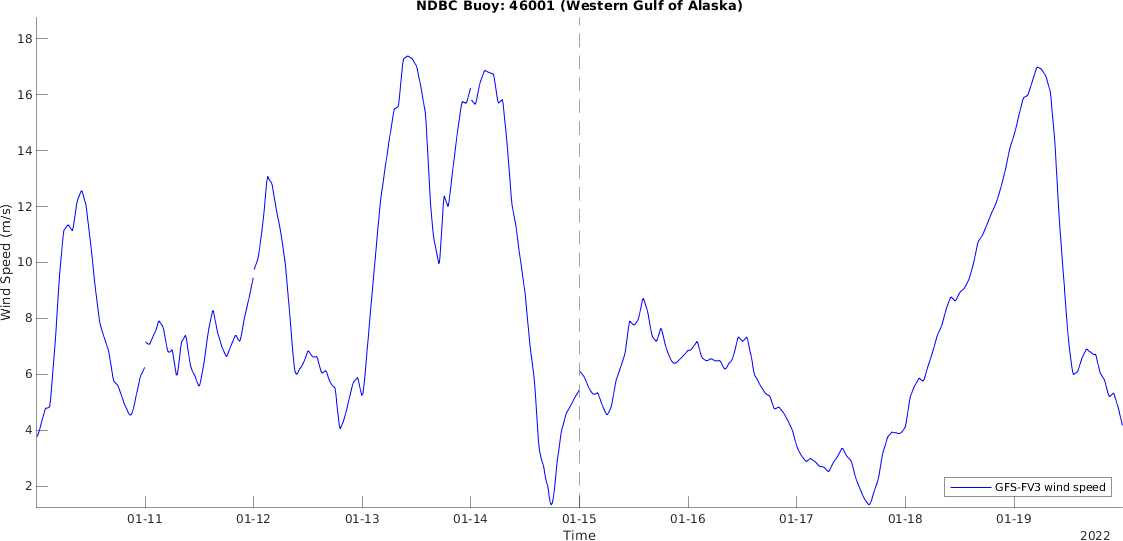 NDBC Buoy: 46001 (Western Gulf of Alaska)
Wind Speed (m/s)
18
16
14
12
10
8
6
4
2
GFS-FV3 wind speed
01-11 01-12 01-13 01-14 01-15 01-16 01-17 01-18 01-19
Time
2022